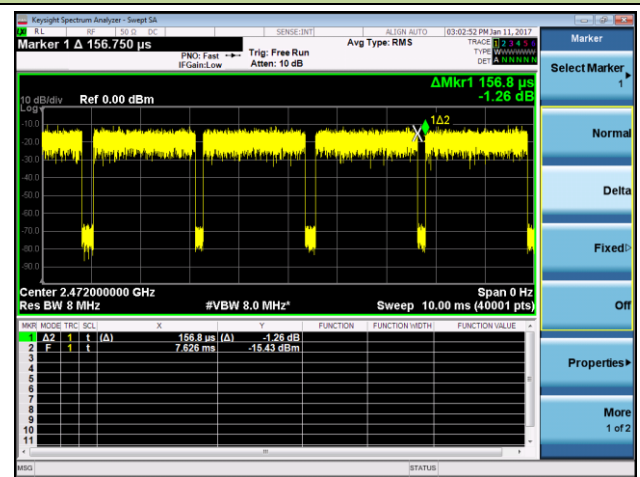 Keysight Spectrum Analyzer - Swept SA
RL RF 50 Ω DC SENSE:INT ALIGN AUTO 03:02:52 PM Jan 11, 2017
Marker 1 Δ 156.750 µs
PNO: Fast
IFGain:Low
Trig: Free Run
Atten: 10 dB
Avg Type: RMS
TRACE 1 2 3 4 5 6
TYPE WWWWWW
DET A N N N N N
ΔMkr1 156.8 µs
-1.26 dB
10 dB/div Ref 0.00 dBm
Log
1Δ2
X
-10.0
-20.0
-30.0
-40.0
-50.0
-60.0
-70.0
-80.0
-90.0
Center 2.472000000 GHz Span 0 Hz
Res BW 8 MHz #VBW 8.0 MHz* Sweep 10.00 ms (40001 pts)
MKR MODE TRC SCL X Y FUNCTION FUNCTION WIDTH FUNCTION VALUE
1 Δ2 1 t (Δ) 156.8 µs (Δ) -1.26 dB
2 F 1 t 7.626 ms -15.43 dBm
3
4
5
6
7
8
9
10
11
MSG STATUS
Marker
Select Marker
1
Normal
Delta
Fixed
Off
Properties
More
1 of 2